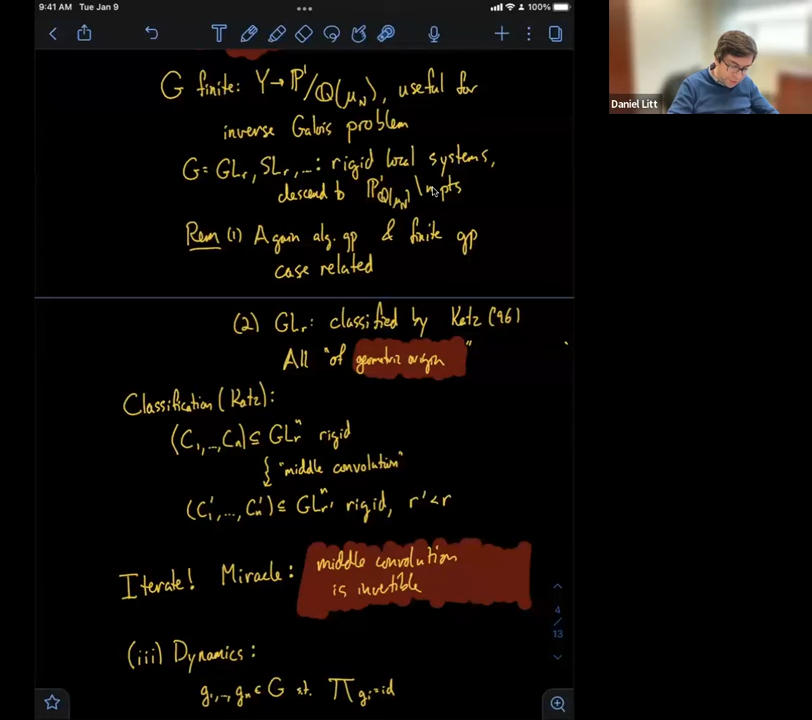 9:41 AM Tue Jan 9
100%
Daniel Litt
G finite: Y → P¹/Q(μ_N), useful for
inverse Galois problem
G = GL_r, SL_r, ...: rigid local systems,
descend to P¹_Q(μ_N) \ n pts
Rem (1) Again alg. gp & finite gp
case related
(2) GL_r: classified by Katz ('96)
All "of geometric origin"
Classification (Katz):
(C_1, ..., C_n) ⊆ GL_r^n rigid
"middle convolution"
(C_1', ..., C_n') ⊆ GL_r'^n rigid, r' < r
Iterate! Miracle: middle convolution
is invertible
4
/
13
(iii) Dynamics:
g_1, .., g_n ∈ G s.t. ∏ g_i = id